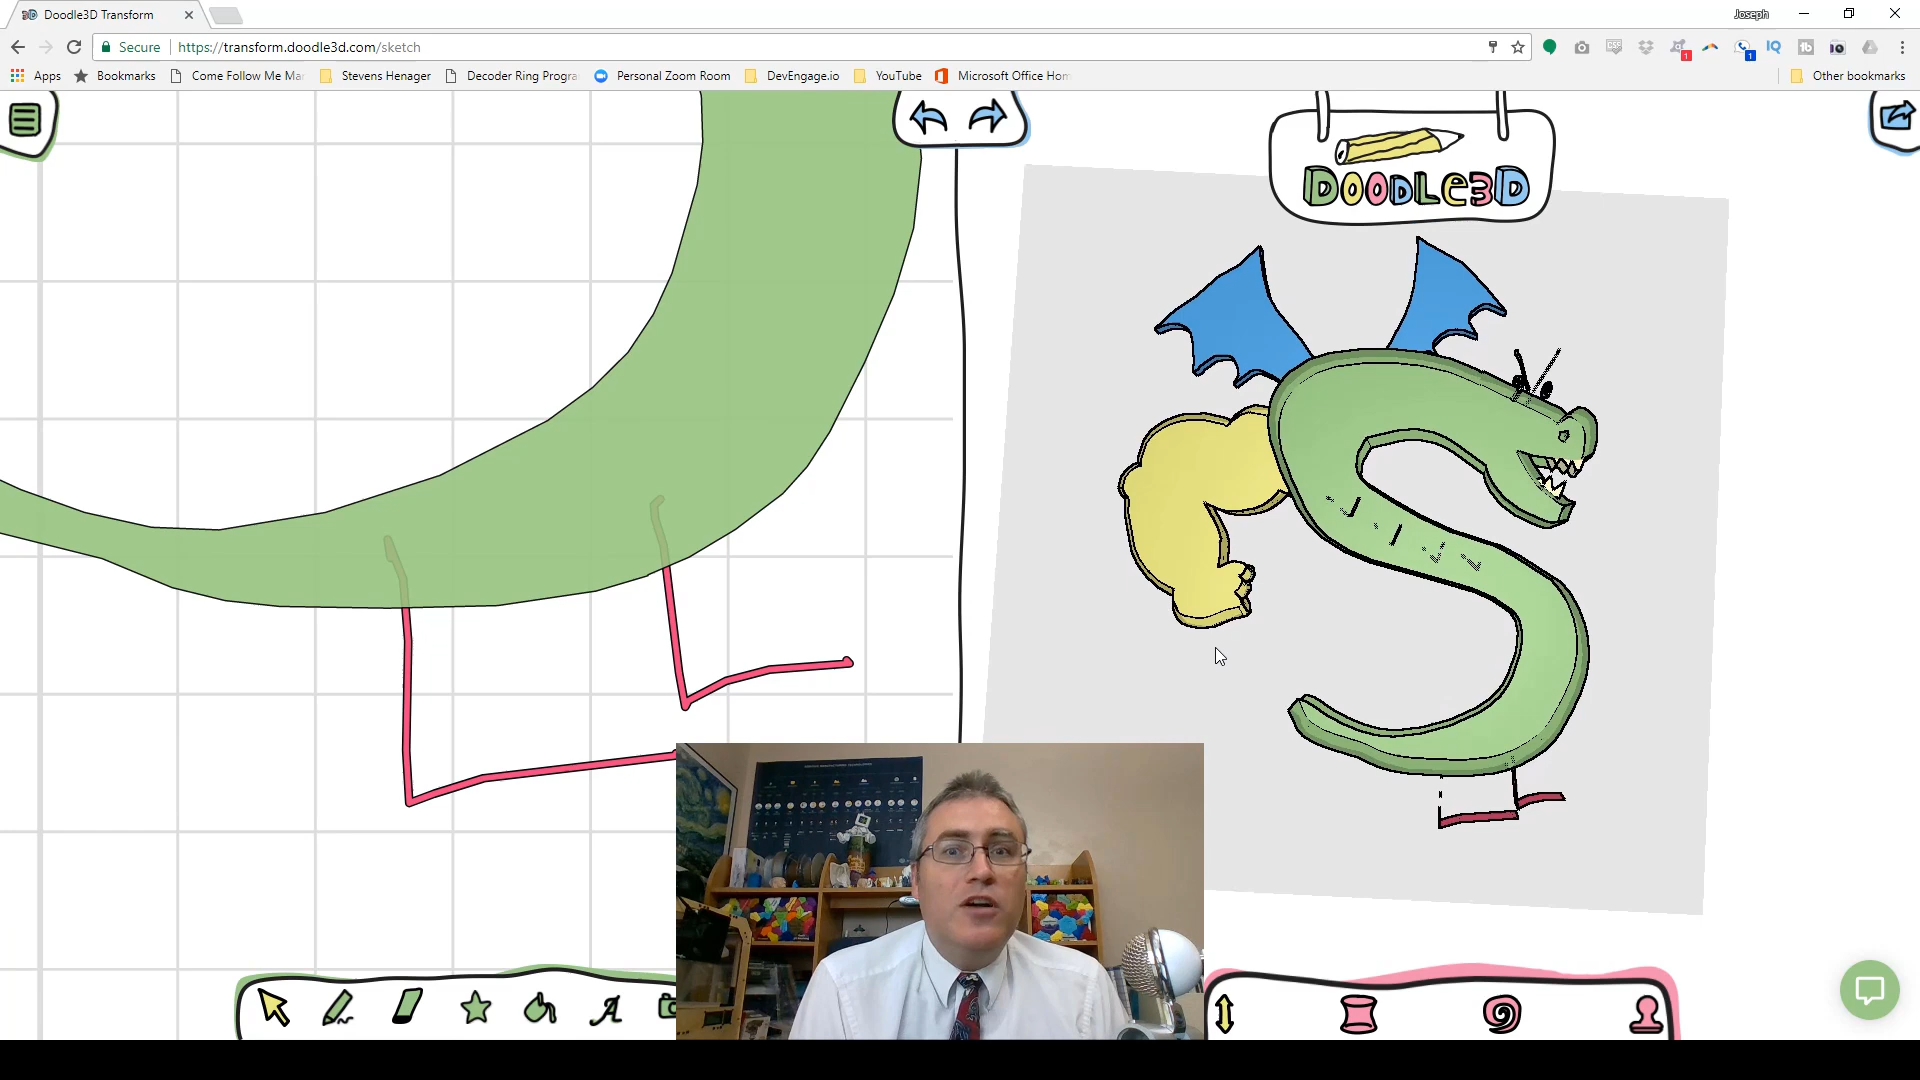 Doodle3D Transform
Joseph
Secure https://transform.doodle3d.com/sketch
Apps Bookmarks Come Follow Me Ma Stevens Henager Decoder Ring Progra Personal Zoom Room DevEngage.io YouTube Microsoft Office Hom Other bookmarks
DOODLE3D